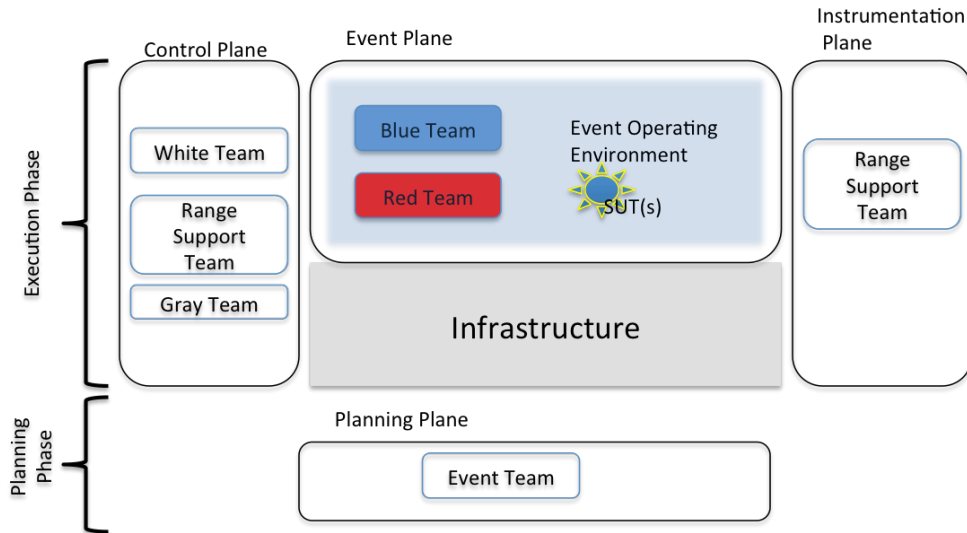 Instrumentation
Plane
Control Plane
Event Plane
Execution Phase
White Team
Range
Support
Team
Gray Team
Blue Team
Red Team
Event Operating
Environment
SUT(s)
Range
Support
Team
Infrastructure
Planning
Phase
Planning Plane
Event Team